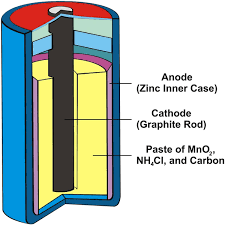 Anode
(Zinc Inner Case)
Cathode
(Graphite Rod)
Paste of MnO₂,
NH₄Cl, and Carbon